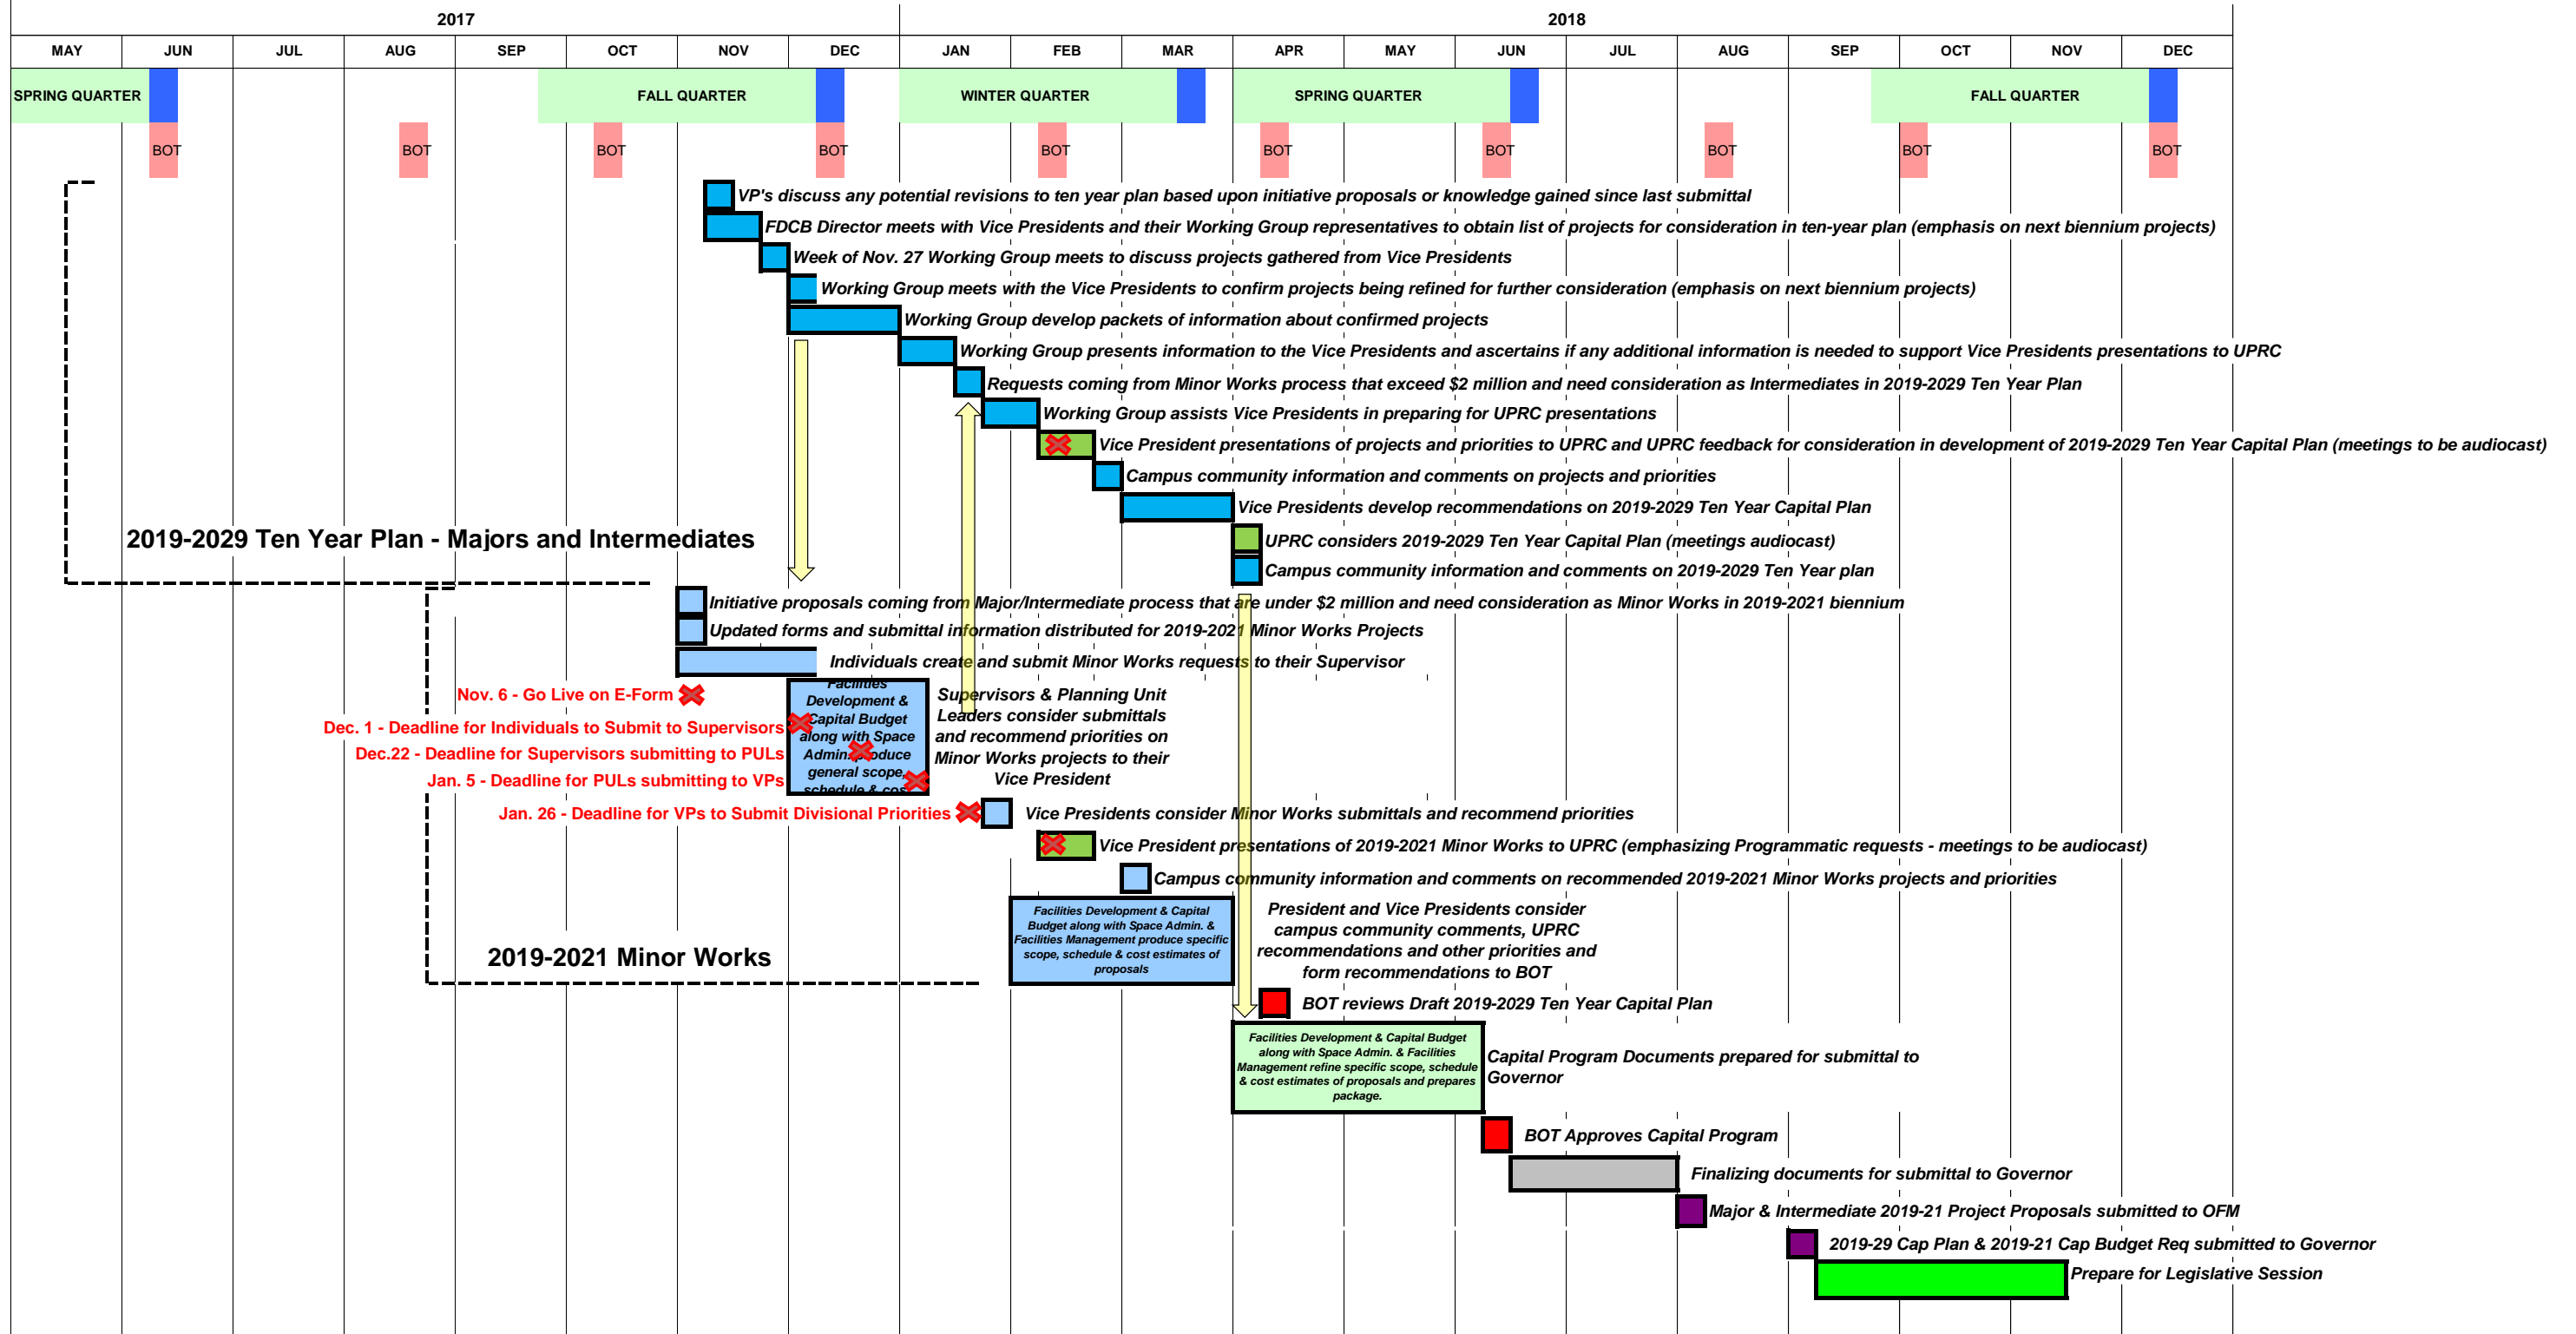 2017 2018
MAY JUN JUL AUG SEP OCT NOV DEC JAN FEB MAR APR MAY JUN JUL AUG SEP OCT NOV DEC
SPRING QUARTER FALL QUARTER WINTER QUARTER SPRING QUARTER FALL QUARTER
BOT BOT BOT BOT BOT BOT BOT BOT BOT BOT
VP's discuss any potential revisions to ten year plan based upon initiative proposals or knowledge gained since last submittal
FDCB Director meets with Vice Presidents and their Working Group representatives to obtain list of projects for consideration in ten-year plan (emphasis on next biennium projects)
Week of Nov. 27 Working Group meets to discuss projects gathered from Vice Presidents
Working Group meets with the Vice Presidents to confirm projects being refined for further consideration (emphasis on next biennium projects)
Working Group develop packets of information about confirmed projects
Working Group presents information to the Vice Presidents and ascertains if any additional information is needed to support Vice Presidents presentations to UPRC
Requests coming from Minor Works process that exceed $2 million and need consideration as Intermediates in 2019-2029 Ten Year Plan
Working Group assists Vice Presidents in preparing for UPRC presentations
Vice President presentations of projects and priorities to UPRC and UPRC feedback for consideration in development of 2019-2029 Ten Year Capital Plan (meetings to be audiocast)
Campus community information and comments on projects and priorities
Vice Presidents develop recommendations on 2019-2029 Ten Year Capital Plan
2019-2029 Ten Year Plan - Majors and Intermediates
UPRC considers 2019-2029 Ten Year Capital Plan (meetings audiocast)
Campus community information and comments on 2019-2029 Ten Year plan
Initiative proposals coming from Major/Intermediate process that are under $2 million and need consideration as Minor Works in 2019-2021 biennium
Updated forms and submittal information distributed for 2019-2021 Minor Works Projects
Individuals create and submit Minor Works requests to their Supervisor
Nov. 6 - Go Live on E-Form
Dec. 1 - Deadline for Individuals to Submit to Supervisors
Dec.22 - Deadline for Supervisors submitting to PULs
Jan. 5 - Deadline for PULs submitting to VPs
Facilities
Development &
Capital Budget
along with Space
Admin. produce
general scope,
schedule & cost
Supervisors & Planning Unit
Leaders consider submittals
and recommend priorities on
Minor Works projects to their
Vice President
Jan. 26 - Deadline for VPs to Submit Divisional Priorities
Vice Presidents consider Minor Works submittals and recommend priorities
Vice President presentations of 2019-2021 Minor Works to UPRC (emphasizing Programmatic requests - meetings to be audiocast)
Campus community information and comments on recommended 2019-2021 Minor Works projects and priorities
2019-2021 Minor Works
Facilities Development & Capital
Budget along with Space Admin. &
Facilities Management produce specific
scope, schedule & cost estimates of
proposals
President and Vice Presidents consider
campus community comments, UPRC
recommendations and other priorities and
form recommendations to BOT
BOT reviews Draft 2019-2029 Ten Year Capital Plan
Facilities Development & Capital Budget
along with Space Admin. & Facilities
Management refine specific scope, schedule
& cost estimates of proposals and prepares
package.
Capital Program Documents prepared for submittal to
Governor
BOT Approves Capital Program
Finalizing documents for submittal to Governor
Major & Intermediate 2019-21 Project Proposals submitted to OFM
2019-29 Cap Plan & 2019-21 Cap Budget Req submitted to Governor
Prepare for Legislative Session